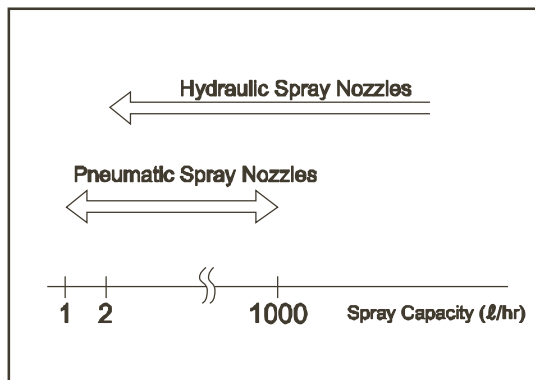 Hydraulic Spray Nozzles
Pneumatic Spray Nozzles
1 2 1000 Spray Capacity (ℓ/hr)